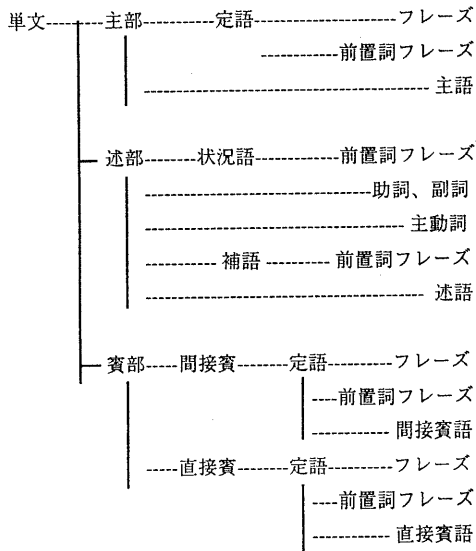 単文 主部 定語 フレーズ
前置詞フレーズ
主語
述部 状況語 前置詞フレーズ
助詞、副詞
主動詞
補語 前置詞フレーズ
述語
賓部 間接賓 定語 フレーズ
前置詞フレーズ
間接賓語
直接賓 定語 フレーズ
前置詞フレーズ
直接賓語